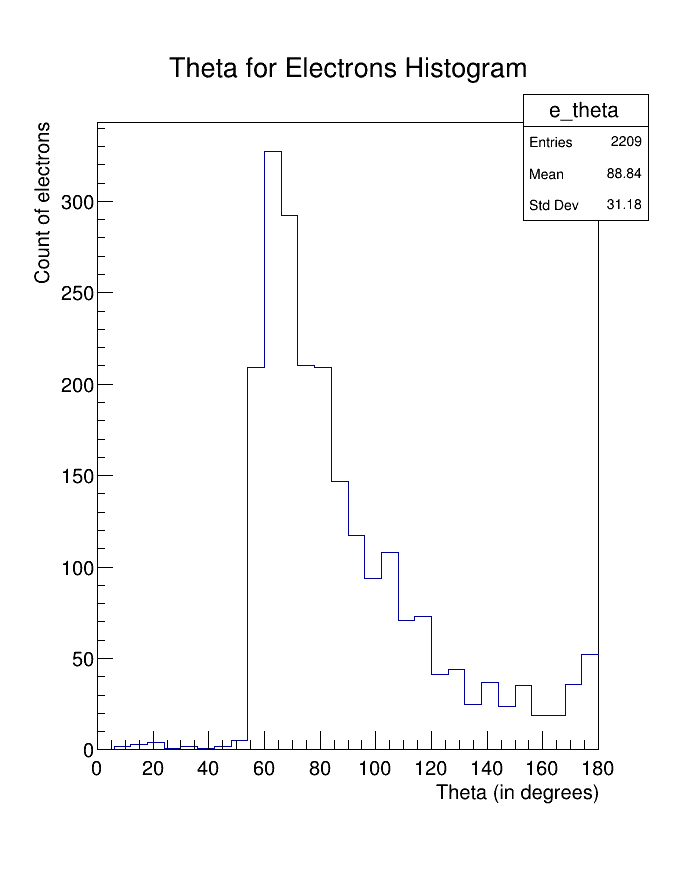 Theta for Electrons Histogram
e_theta
Entries 2209
Mean 88.84
Std Dev 31.18
Count of electrons
300
250
200
150
100
50
0
0 20 40 60 80 100 120 140 160 180
Theta (in degrees)